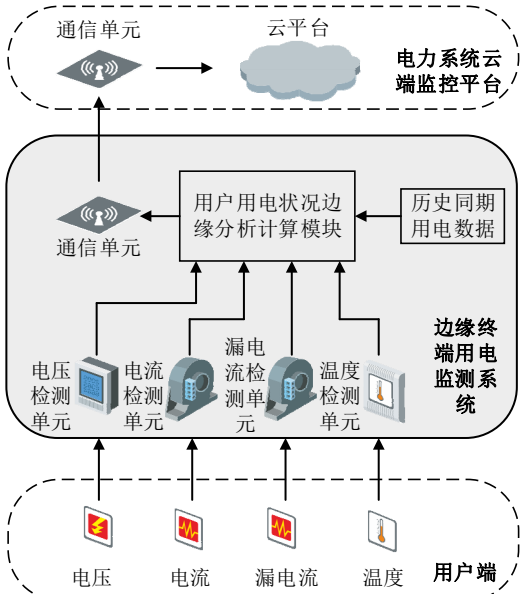 通信单元
云平台
电力系统云
端监控平台
用户用电状况边
缘分析计算模块
历史同期
用电数据
通信单元
边缘终
端用电
监测系
统
电压
检测
单元
电流
检测
单元
漏电
流检
测单
元
温度
检测
单元
电压
电流
漏电流
温度
用户端